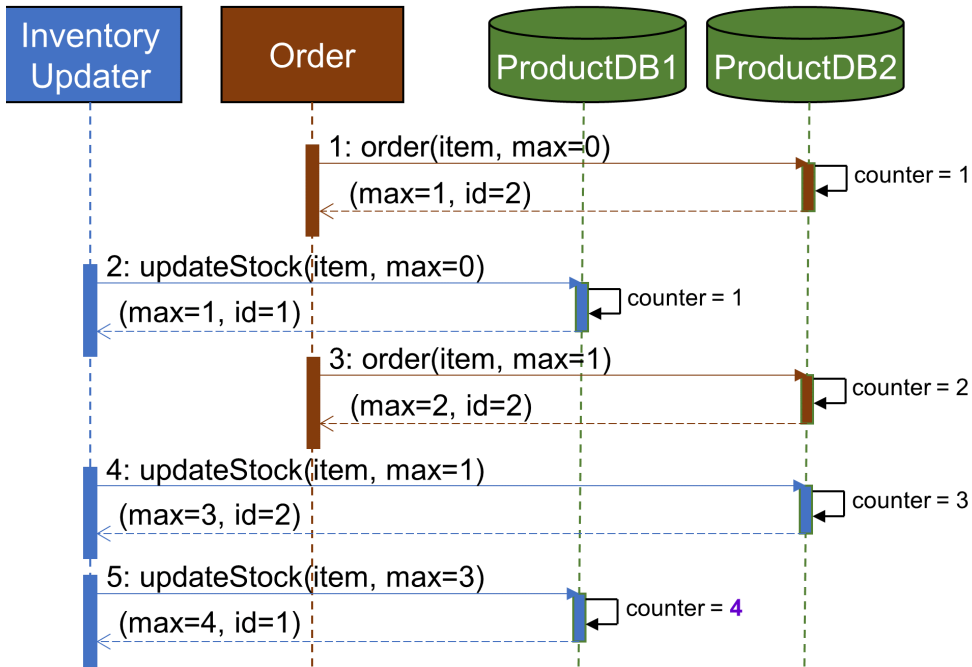 Inventory
Updater
Order
ProductDB1
ProductDB2
1: order(item, max=0)
counter = 1
(max=1, id=2)
2: updateStock(item, max=0)
counter = 1
(max=1, id=1)
3: order(item, max=1)
counter = 2
(max=2, id=2)
4: updateStock(item, max=1)
counter = 3
(max=3, id=2)
5: updateStock(item, max=3)
counter = 4
(max=4, id=1)